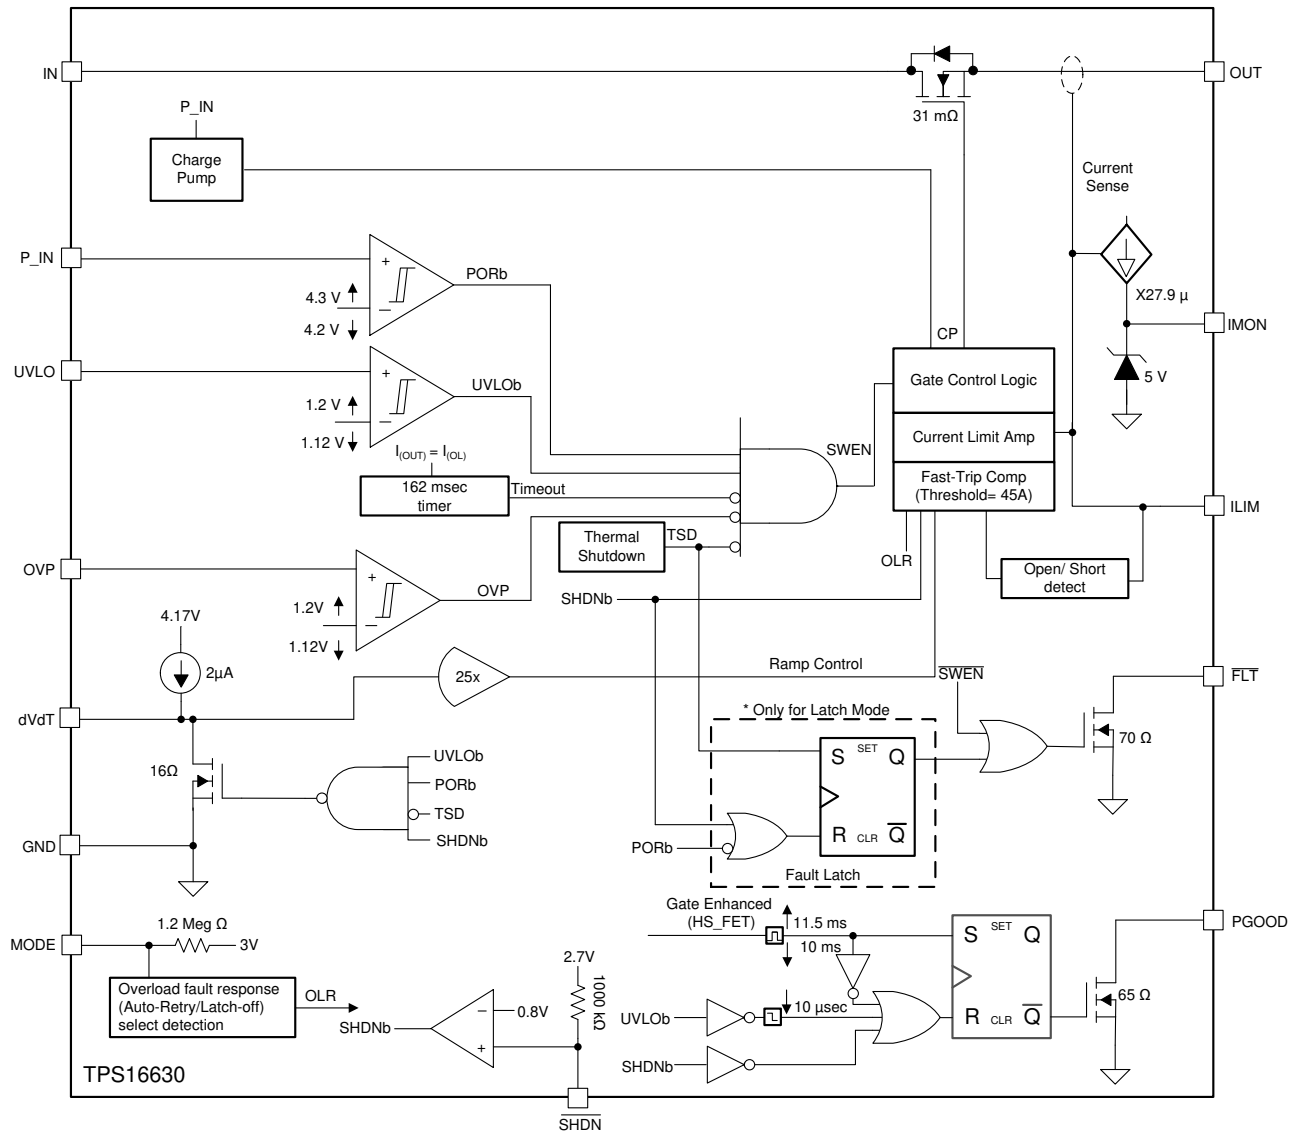 IN
OUT
31 mΩ
P_IN
Charge
Pump
Current
Sense
P_IN
PORb
4.3 V
4.2 V
X27.9 µ
CP
IMON
UVLO
UVLOb
1.2 V
1.12 V
Gate Control Logic
5 V
Current Limit Amp
SWEN
I(OUT) = I(OL)
162 msec
timer
Timeout
Fast-Trip Comp
(Threshold= 45A)
ILIM
Thermal
Shutdown
TSD
OLR
Open/ Short
detect
OVP
OVP
1.2V
1.12V
SHDNb
4.17V
2µA
25x
Ramp Control
SWEN
FLT
dVdT
* Only for Latch Mode
70 Ω
16Ω
UVLOb
PORb
TSD
SHDNb
S
SET
Q
R
CLR
Q
PORb
Fault Latch
GND
Gate Enhanced
(HS_FET)
11.5 ms
10 ms
PGOOD
MODE
1.2 Meg Ω
3V
S
SET
Q
2.7V
1000 kΩ
Overload fault response
(Auto-Retry/Latch-off)
select detection
OLR
0.8V
SHDNb
65 Ω
UVLOb
10 µsec
R
CLR
Q
SHDNb
TPS16630
SHDN